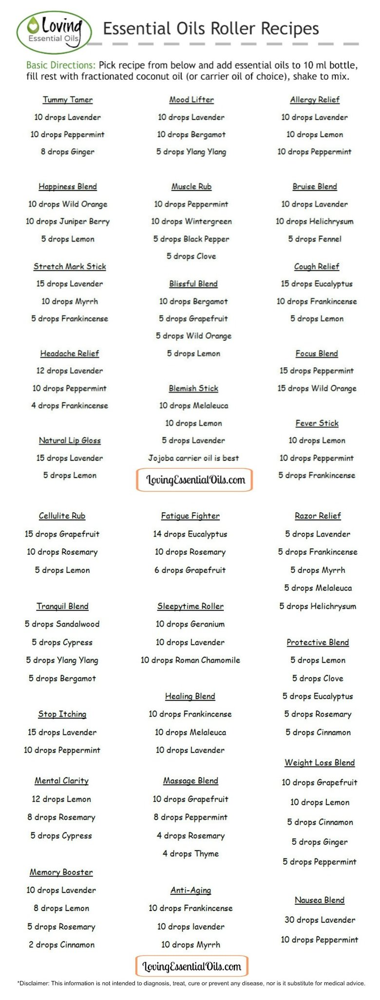 Loving
Essential Oils
Essential Oils Roller Recipes
Basic Directions: Pick recipe from below and add essential oils to 10 ml bottle,
fill rest with fractionated coconut oil (or carrier oil of choice), shake to mix.
Tummy Tamer
10 drops Lavender
10 drops Peppermint
8 drops Ginger
Mood Lifter
10 drops Lavender
10 drops Bergamot
5 drops Ylang Ylang
Allergy Relief
10 drops Lavender
10 drops Lemon
10 drops Peppermint
Happiness Blend
10 drops Wild Orange
10 drops Juniper Berry
5 drops Lemon
Muscle Rub
10 drops Peppermint
10 drops Wintergreen
5 drops Black Pepper
5 drops Clove
Bruise Blend
10 drops Lavender
10 drops Helichrysum
5 drops Fennel
Stretch Mark Stick
15 drops Lavender
10 drops Myrrh
5 drops Frankincense
Blissful Blend
10 drops Bergamot
5 drops Grapefruit
5 drops Wild Orange
5 drops Lemon
Cough Relief
15 drops Eucalyptus
10 drops Frankincense
5 drops Lemon
Headache Relief
12 drops Lavender
10 drops Peppermint
4 drops Frankincense
Blemish Stick
10 drops Melaleuca
10 drops Lemon
5 drops Lavender
Jojoba carrier oil is best
Focus Blend
15 drops Peppermint
15 drops Wild Orange
Natural Lip Gloss
15 drops Lavender
5 drops Lemon
LovingEssentialOils.com
Fever Stick
10 drops Lemon
10 drops Peppermint
5 drops Frankincense
Cellulite Rub
15 drops Grapefruit
10 drops Rosemary
5 drops Lemon
Fatigue Fighter
14 drops Eucalyptus
10 drops Rosemary
6 drops Grapefruit
Razor Relief
5 drops Lavender
5 drops Frankincense
5 drops Myrrh
5 drops Melaleuca
5 drops Helichrysum
Tranquil Blend
5 drops Sandalwood
5 drops Cypress
5 drops Ylang Ylang
5 drops Bergamot
Sleepytime Roller
10 drops Geranium
10 drops Lavender
10 drops Roman Chamomile
Protective Blend
5 drops Lemon
5 drops Clove
5 drops Eucalyptus
5 drops Rosemary
5 drops Cinnamon
Stop Itching
15 drops Lavender
10 drops Peppermint
Healing Blend
10 drops Frankincense
10 drops Melaleuca
10 drops Lavender
Weight Loss Blend
10 drops Grapefruit
10 drops Lemon
5 drops Cinnamon
5 drops Ginger
5 drops Peppermint
Mental Clarity
12 drops Lemon
8 drops Rosemary
5 drops Cypress
Massage Blend
10 drops Grapefruit
8 drops Peppermint
4 drops Rosemary
4 drops Thyme
Memory Booster
10 drops Lavender
8 drops Lemon
5 drops Rosemary
2 drops Cinnamon
Anti-Aging
10 drops Frankincense
10 drops lavender
10 drops Myrrh
Nausea Blend
30 drops Lavender
10 drops Peppermint
LovingEssentialOils.com
*Disclaimer: This information is not intended to diagnosis, treat, cure or prevent any disease, nor is it substitute for medical advice.